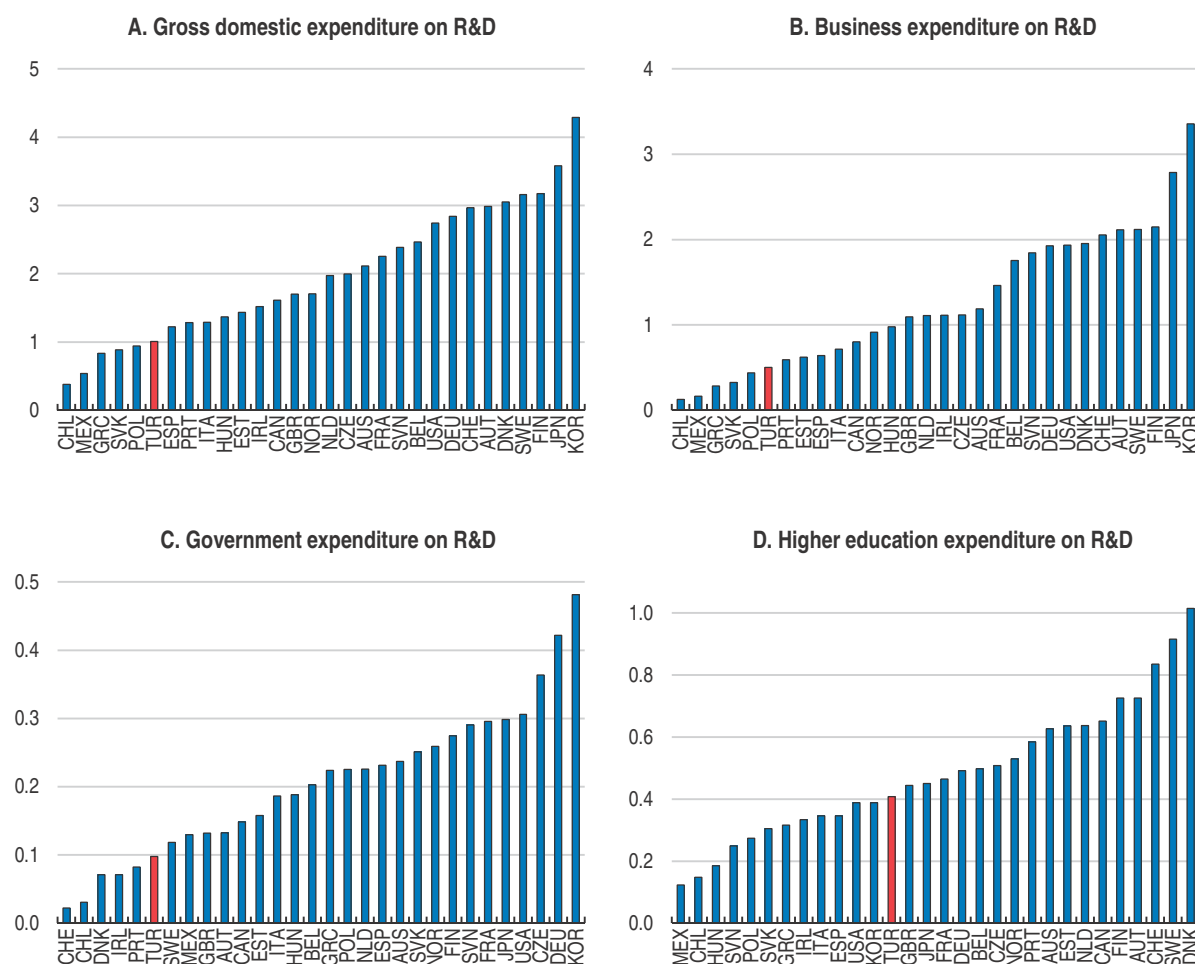 A. Gross domestic expenditure on R&D
5
4
3
2
1
0
CHL MEX GRC SVK POL TUR ESP PRT ITA HUN EST IRL CAN GBR NOR NLD CZE AUS FRA SVN BEL USA DEU CHE AUT DNK SWE FIN JPN KOR
B. Business expenditure on R&D
4
3
2
1
0
CHL MEX GRC SVK POL TUR PRT EST ESP ITA CAN NOR HUN GBR NLD IRL CZE AUS FRA BEL SVN DEU USA DNK CHE AUT SWE FIN JPN KOR
C. Government expenditure on R&D
0.5
0.4
0.3
0.2
0.1
0.0
CHE CHL DNK IRL PRT TUR SWE MEX GBR AUT CAN EST ITA HUN BEL GRC POL NLD ESP AUS SVK NOR FIN SVN FRA JPN USA CZE DEU KOR
D. Higher education expenditure on R&D
1.0
0.8
0.6
0.4
0.2
0.0
MEX CHL HUN SVN POL SVK GRC IRL ITA ESP USA KOR TUR GBR JPN FRA DEU BEL CZE NOR PRT AUS EST NLD CAN FIN AUT CHE SWE DNK